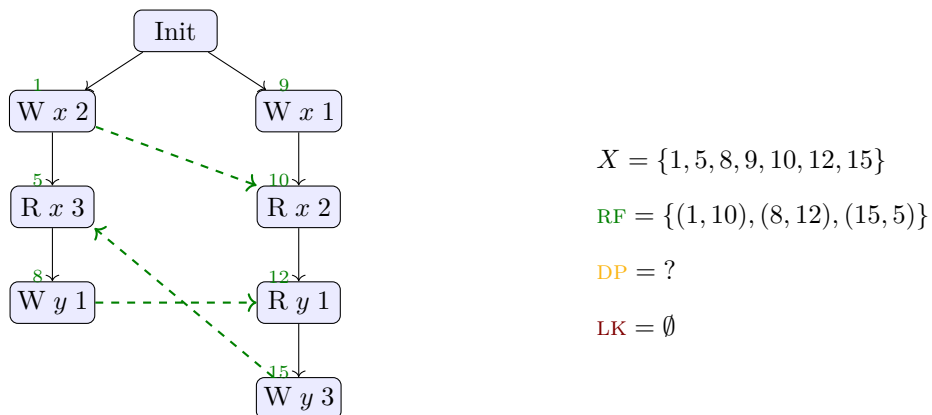 Init
1
W x 2
9
W x 1
5
R x 3
10
R x 2
8
W y 1
12
R y 1
15
W y 3
X = {1, 5, 8, 9, 10, 12, 15}
RF = {(1, 10), (8, 12), (15, 5)}
DP = ?
LK = ∅